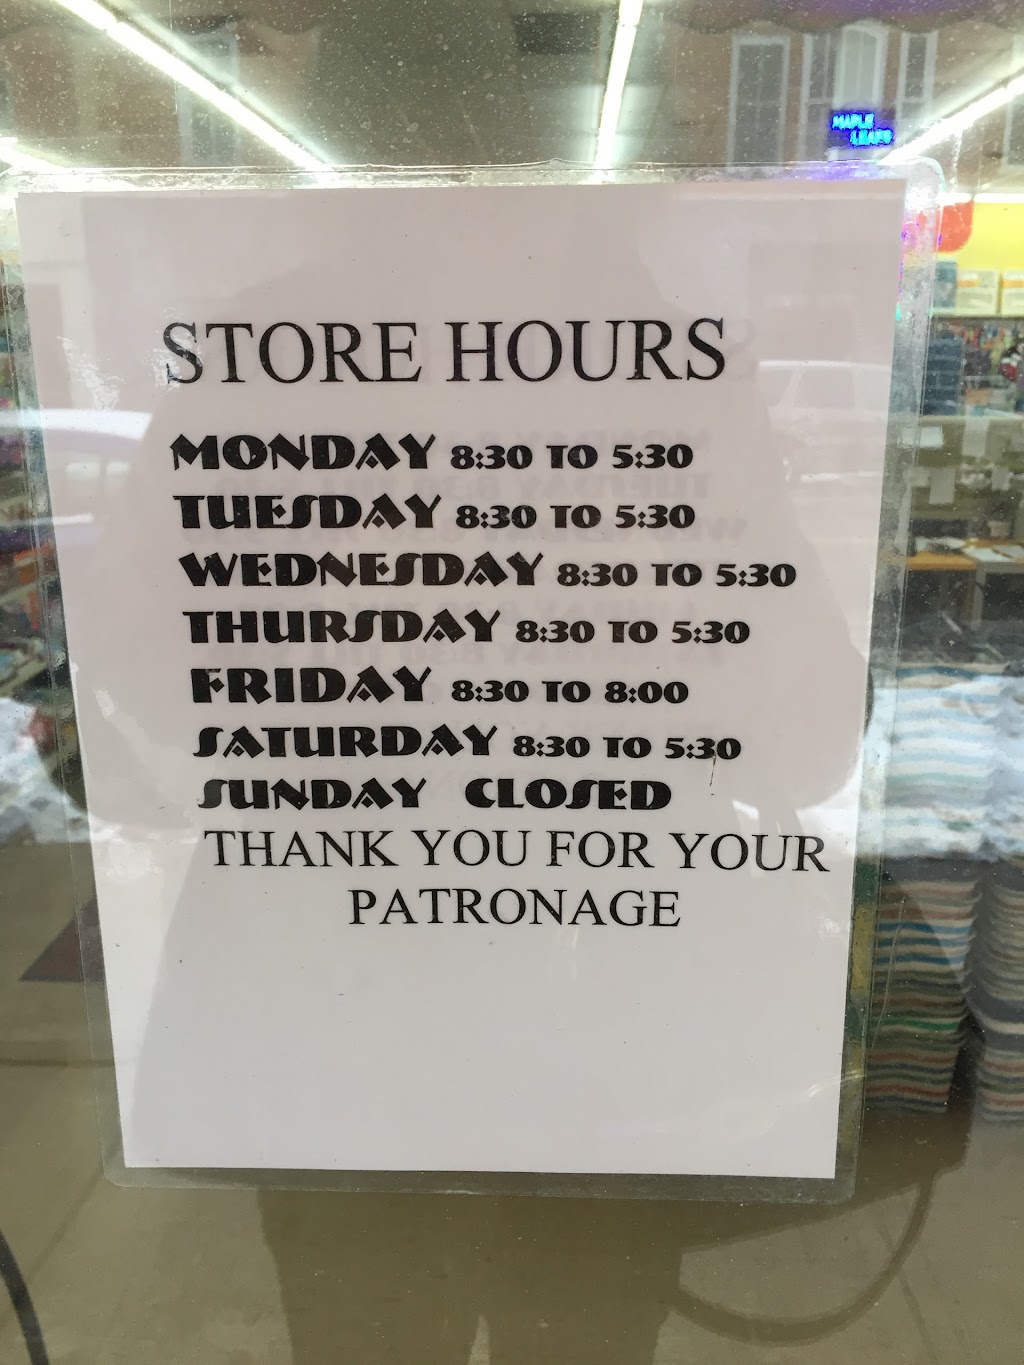 MAPLE
LEAFS
STORE HOURS
MONDAY 8:30 TO 5:30
TUESDAY 8:30 TO 5:30
WEDNESDAY 8:30 TO 5:30
THURSDAY 8:30 TO 5:30
FRIDAY 8:30 TO 8:00
SATURDAY 8:30 TO 5:30
SUNDAY CLOSED
THANK YOU FOR YOUR
PATRONAGE